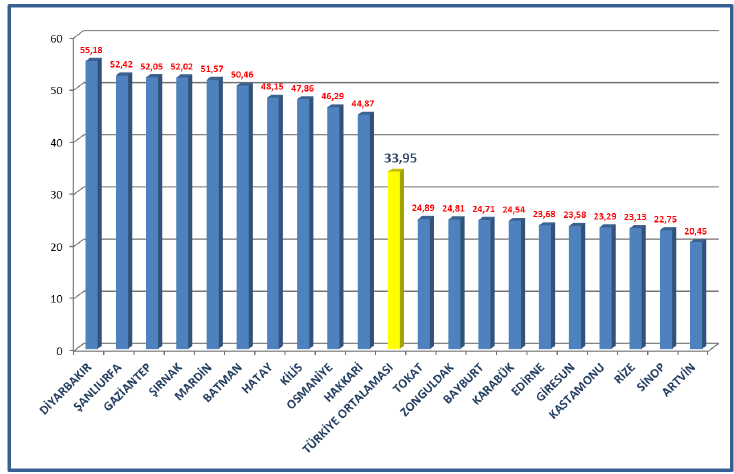 60
50
40
30
20
10
0
55,18
52,42
52,05
52,02
51,57
50,46
48,15
47,86
46,29
44,87
33,95
24,89
24,81
24,71
24,54
23,68
23,58
23,29
23,13
22,75
20,45
DİYARBAKIR
ŞANLIURFA
GAZİANTEP
ŞIRNAK
MARDİN
BATMAN
HATAY
KİLİS
OSMANİYE
HAKKARİ
TÜRKİYE ORTALAMASI
TOKAT
ZONGULDAK
BAYBURT
KARABÜK
EDİRNE
GİRESUN
KASTAMONU
RİZE
SİNOP
ARTVİN